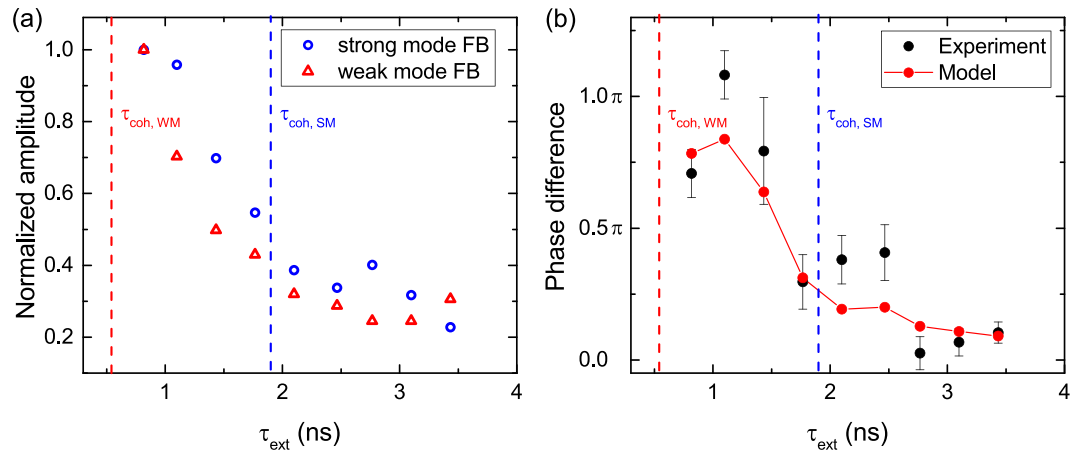 (a)
strong mode FB
weak mode FB
τcoh, WM
τcoh, SM
Normalized amplitude
1.0
0.8
0.6
0.4
0.2
1
2
3
4
τext (ns)
(b)
Experiment
Model
τcoh, WM
τcoh, SM
Phase difference
1.0 π
0.5 π
0.0
1
2
3
4
τext (ns)